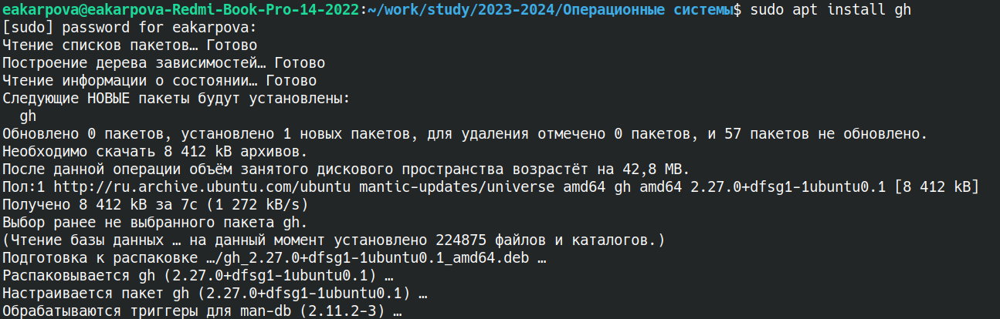 eakarpova@eakarpova-Redmi-Book-Pro-14-2022:~/work/study/2023-2024/Операционные системы$ sudo apt install gh
[sudo] password for eakarpova:
Чтение списков пакетов… Готово
Построение дерева зависимостей… Готово
Чтение информации о состоянии… Готово
Следующие НОВЫЕ пакеты будут установлены:
  gh
Обновлено 0 пакетов, установлено 1 новых пакетов, для удаления отмечено 0 пакетов, и 57 пакетов не обновлено.
Необходимо скачать 8 412 kB архивов.
После данной операции объём занятого дискового пространства возрастёт на 42,8 MB.
Пол:1 http://ru.archive.ubuntu.com/ubuntu mantic-updates/universe amd64 gh amd64 2.27.0+dfsg1-1ubuntu0.1 [8 412 kB]
Получено 8 412 kB за 7с (1 272 kB/s)
Выбор ранее не выбранного пакета gh.
(Чтение базы данных … на данный момент установлено 224875 файлов и каталогов.)
Подготовка к распаковке …/gh_2.27.0+dfsg1-1ubuntu0.1_amd64.deb …
Распаковывается gh (2.27.0+dfsg1-1ubuntu0.1) …
Настраивается пакет gh (2.27.0+dfsg1-1ubuntu0.1) …
Обрабатываются триггеры для man-db (2.11.2-3) …